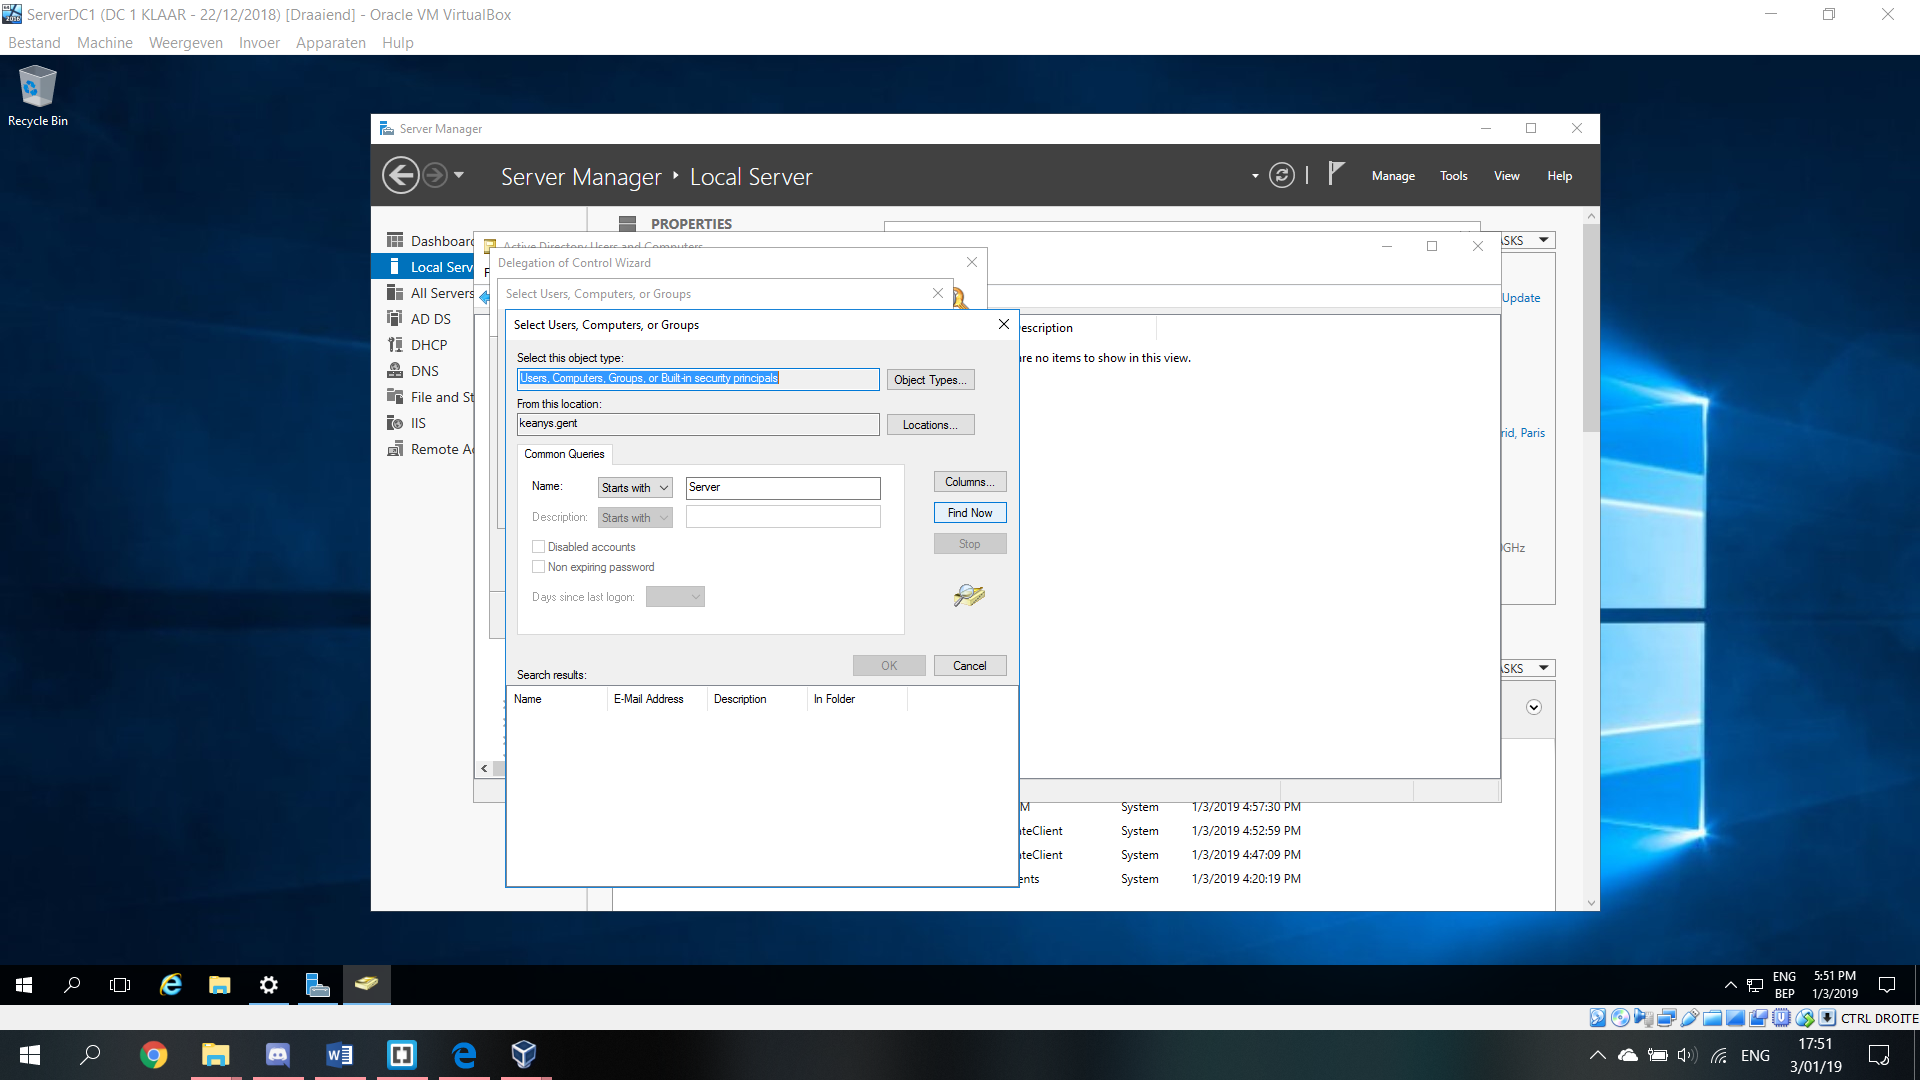 ServerDC1 (DC 1 KLAAR - 22/12/2018) [Draaiend] - Oracle VM VirtualBox
Bestand Machine Weergeven Invoer Apparaten Hulp
Recycle Bin
Server Manager
Server Manager Local Server
Manage Tools View Help
PROPERTIES
Dashboard
Active Directory Users and Computers
ASKS
Delegation of Control Wizard
Local Serv
Select Users, Computers, or Groups
All Servers
Update
AD DS
Select Users, Computers, or Groups
escription
DHCP
Select this object type:
re no items to show in this view.
DNS
Users, Computers, Groups, or Built-in security principals
Object Types...
File and St
From this location:
IIS
keanys.gent
Locations...
rid, Paris
Remote Ac
Common Queries
Name: Starts with Server
Columns...
Description: Starts with
Find Now
Disabled accounts
Stop
GHz
Non expiring password
Days since last logon:
OK Cancel
ASKS
Search results:
Name E-Mail Address Description In Folder
M System 1/3/2019 4:57:30 PM
ateClient System 1/3/2019 4:52:59 PM
ateClient System 1/3/2019 4:47:09 PM
ents System 1/3/2019 4:20:19 PM
ENG 5:51 PM
BEP 1/3/2019
CTRL DROITE
ENG 17:51
3/01/19